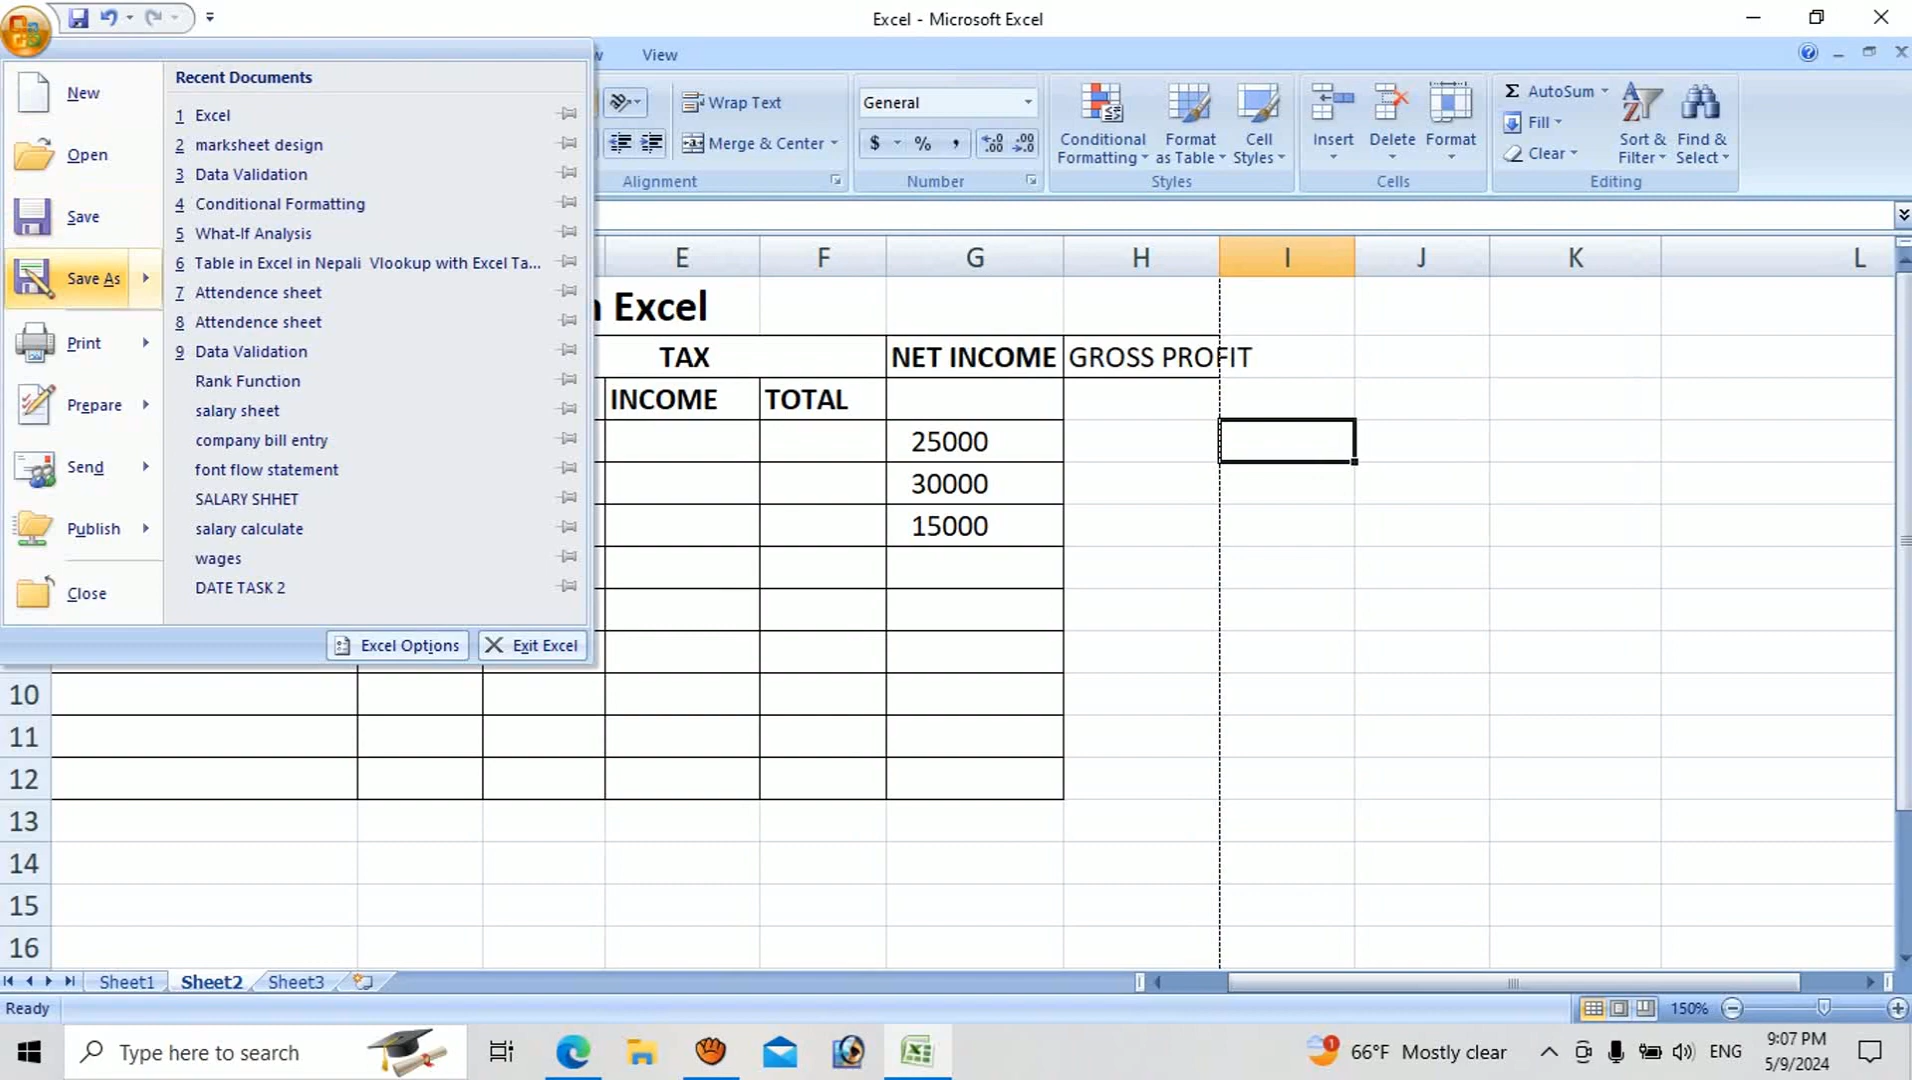 Excel - Microsoft Excel
View
New
Open
Save
Save As
Print
Prepare
Send
Publish
Close
Recent Documents
1 Excel
2 marksheet design
3 Data Validation
4 Conditional Formatting
5 What-If Analysis
6 Table in Excel in Nepali Vlookup with Excel Ta...
7 Attendence sheet
8 Attendence sheet
9 Data Validation
Rank Function
salary sheet
company bill entry
font flow statement
SALARY SHHET
salary calculate
wages
DATE TASK 2
Excel Options
Exit Excel
Wrap Text
Merge & Center
Alignment
General
$ % ,
Number
Conditional Formatting
Format as Table
Cell Styles
Styles
Insert
Delete
Format
Cells
AutoSum
Fill
Clear
Sort & Filter
Find & Select
Editing
E F G H I J K L
Excel
TAX NET INCOME GROSS PROFIT
INCOME TOTAL
25000
30000
15000
10
11
12
13
14
15
16
Sheet1 Sheet2 Sheet3
Ready
150%
Type here to search
66°F Mostly clear
ENG
9:07 PM
5/9/2024